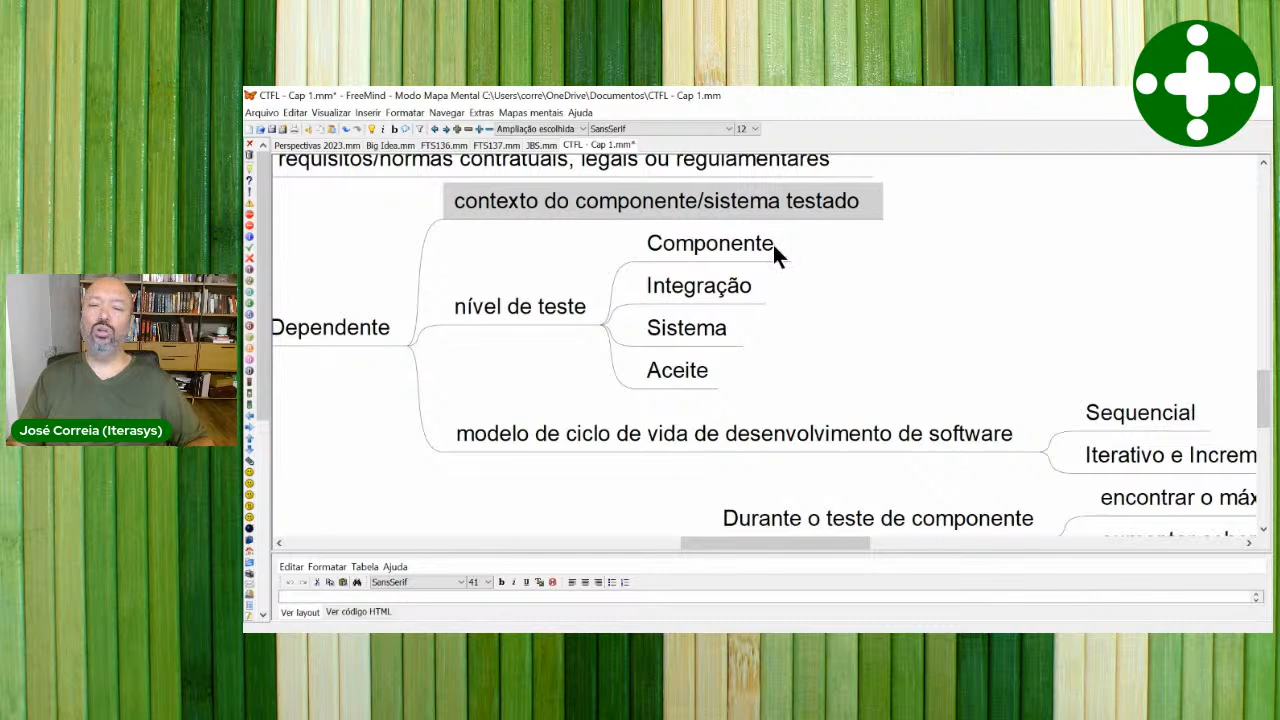 CTFL - Cap 1.mm* - FreeMind - Modo Mapa Mental C:\Users\corre\OneDrive\Documentos\CTFL - Cap 1.mm
Arquivo Editar Visualizar Inserir Formatar Navegar Extras Mapas mentais Ajuda
Ampliação escolhida SansSerif 12
Perspectivas 2023.mm Big Idea.mm FTS136.mm FTS137.mm JBS.mm CTFL - Cap 1.mm*
requisitos/normas contratuais, legais ou regulamentares
contexto do componente/sistema testado
Componente
Integração
nível de teste
Dependente
Sistema
Aceite
Sequencial
modelo de ciclo de vida de desenvolvimento de software
Iterativo e Increm
encontrar o máx
Durante o teste de componente
José Correia (Iterasys)
Editar Formatar Tabela Ajuda
SansSerif 41
Ver layout Ver código HTML